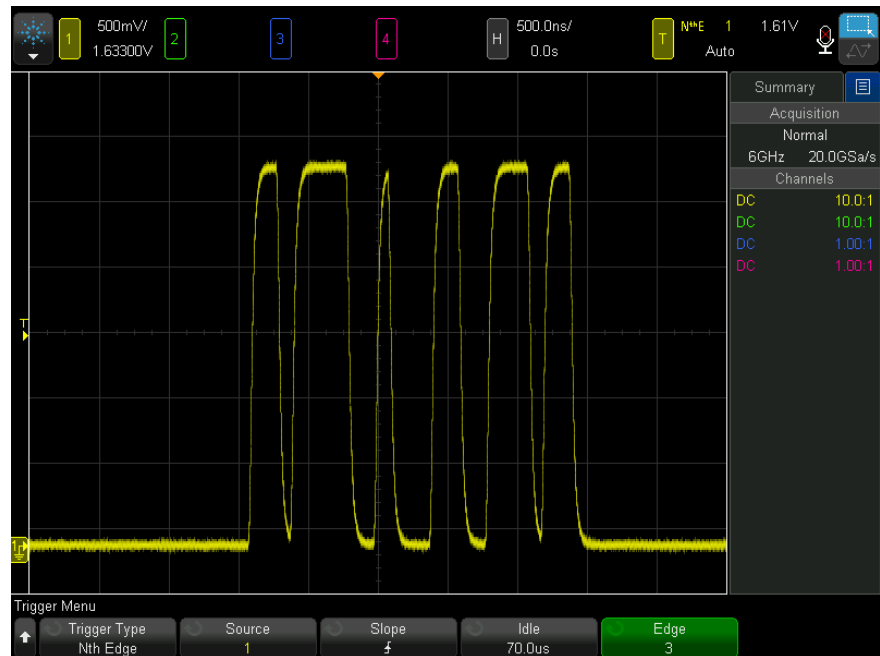 1 500mV/ 2 3 4 H 500.0ns/ T NthE 1 1.61V
1.63300V 0.0s Auto
Summary
Acquisition
Normal
6GHz 20.0GSa/s
Channels
DC 10.0:1
DC 10.0:1
DC 1.00:1
DC 1.00:1
T
1
Trigger Menu
Trigger Type Source Slope Idle Edge
Nth Edge 1 70.0us 3